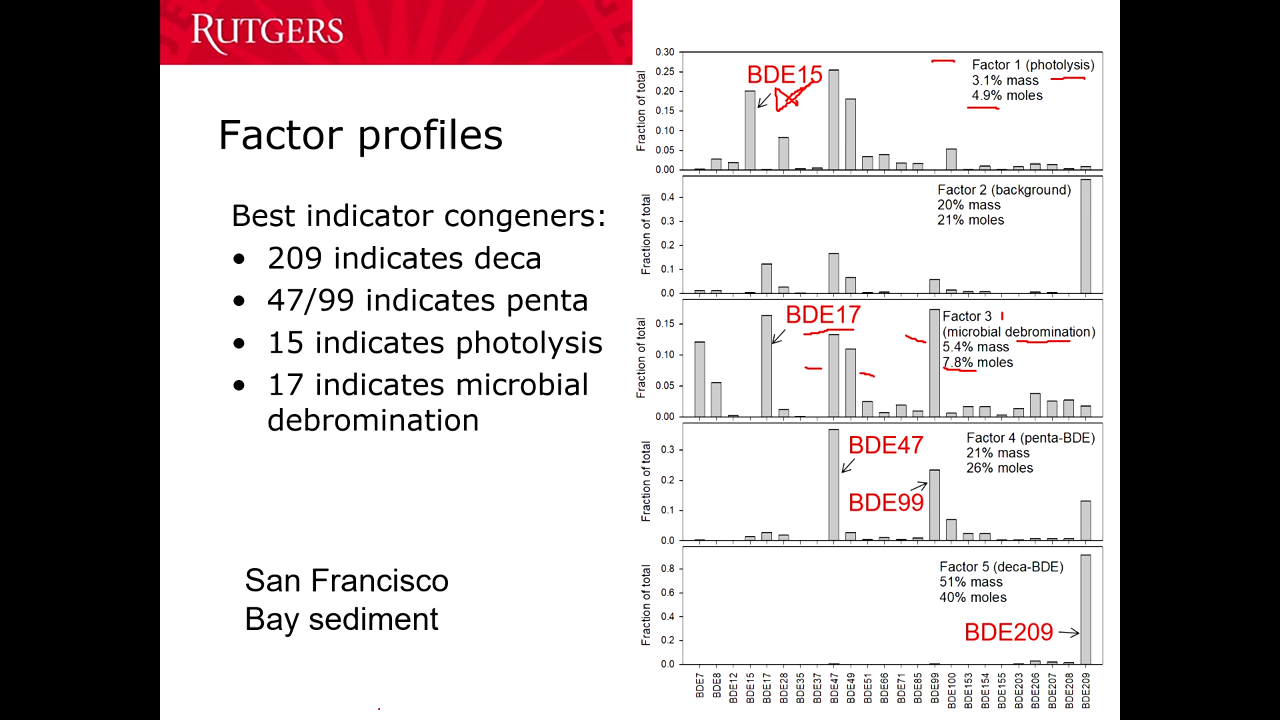 RUTGERS
Factor profiles
Best indicator congeners:
• 209 indicates deca
• 47/99 indicates penta
• 15 indicates photolysis
• 17 indicates microbial
debromination
San Francisco
Bay sediment
Fraction of total
0.30
0.25
0.20
0.15
0.10
0.05
0.00
BDE15
Factor 1 (photolysis)
3.1% mass
4.9% moles
Fraction of total
0.4
0.3
0.2
0.1
0.0
Factor 2 (background)
20% mass
21% moles
Fraction of total
0.15
0.10
0.05
0.00
BDE17
Factor 3
(microbial debromination)
5.4% mass
7.8% moles
Fraction of total
0.3
0.2
0.1
0.0
BDE47
BDE99
Factor 4 (penta-BDE)
21% mass
26% moles
Fraction of total
0.8
0.6
0.4
0.2
0.0
Factor 5 (deca-BDE)
51% mass
40% moles
BDE209
BDE7
BDE8
BDE12
BDE15
BDE17
BDE28
BDE35
BDE37
BDE47
BDE49
BDE51
BDE66
BDE71
BDE85
BDE99
BDE100
BDE153
BDE154
BDE155
BDE203
BDE206
BDE207
BDE208
BDE209